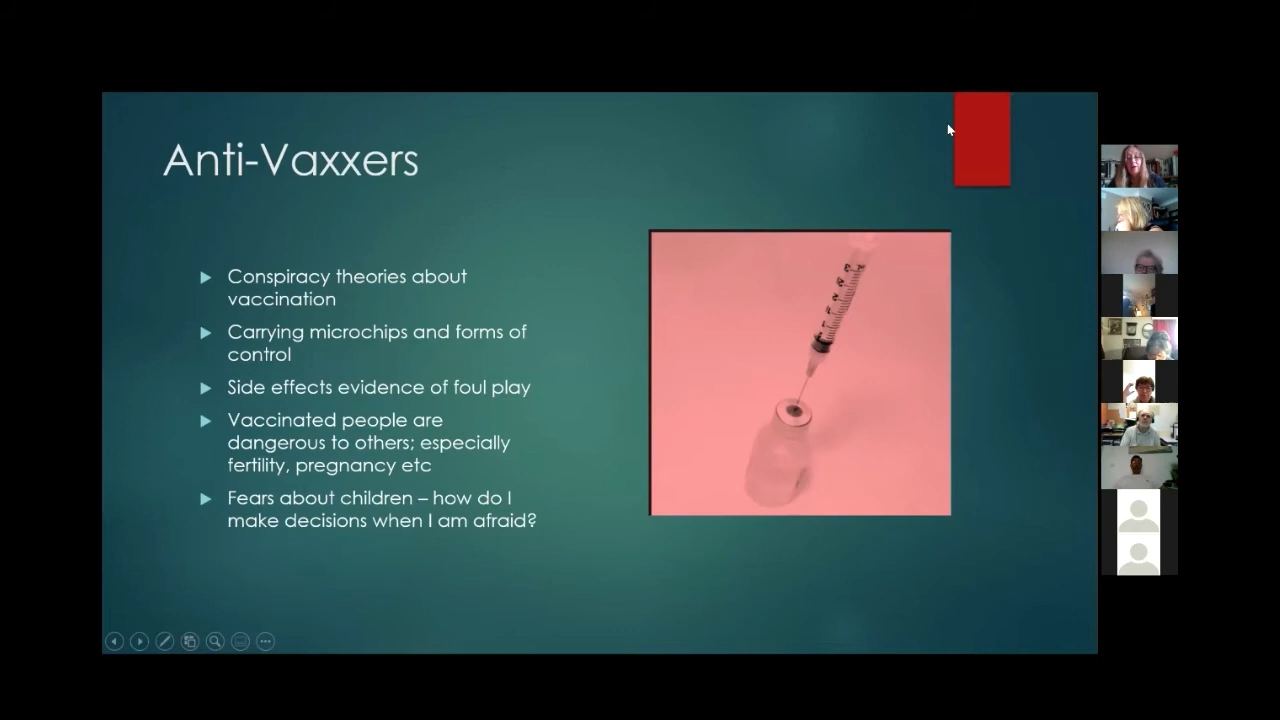 Anti-Vaxxers
Conspiracy theories about
vaccination
Carrying microchips and forms of
control
Side effects evidence of foul play
Vaccinated people are
dangerous to others; especially
fertility, pregnancy etc
Fears about children – how do I
make decisions when I am afraid?